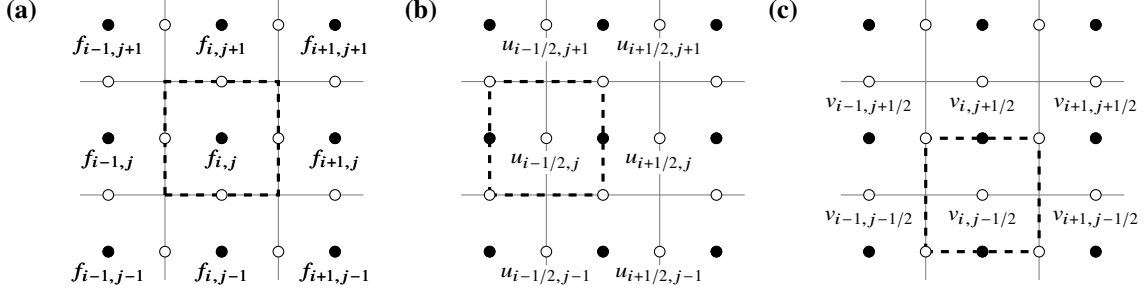 (a) (b) (c)
f_{i−1,j+1} f_{i,j+1} f_{i+1,j+1} u_{i−1/2,j+1} u_{i+1/2,j+1}
v_{i−1,j+1/2} v_{i,j+1/2} v_{i+1,j+1/2}
f_{i−1,j} f_{i,j} f_{i+1,j} u_{i−1/2,j} u_{i+1/2,j}
v_{i−1,j−1/2} v_{i,j−1/2} v_{i+1,j−1/2}
f_{i−1,j−1} f_{i,j−1} f_{i+1,j−1} u_{i−1/2,j−1} u_{i+1/2,j−1}